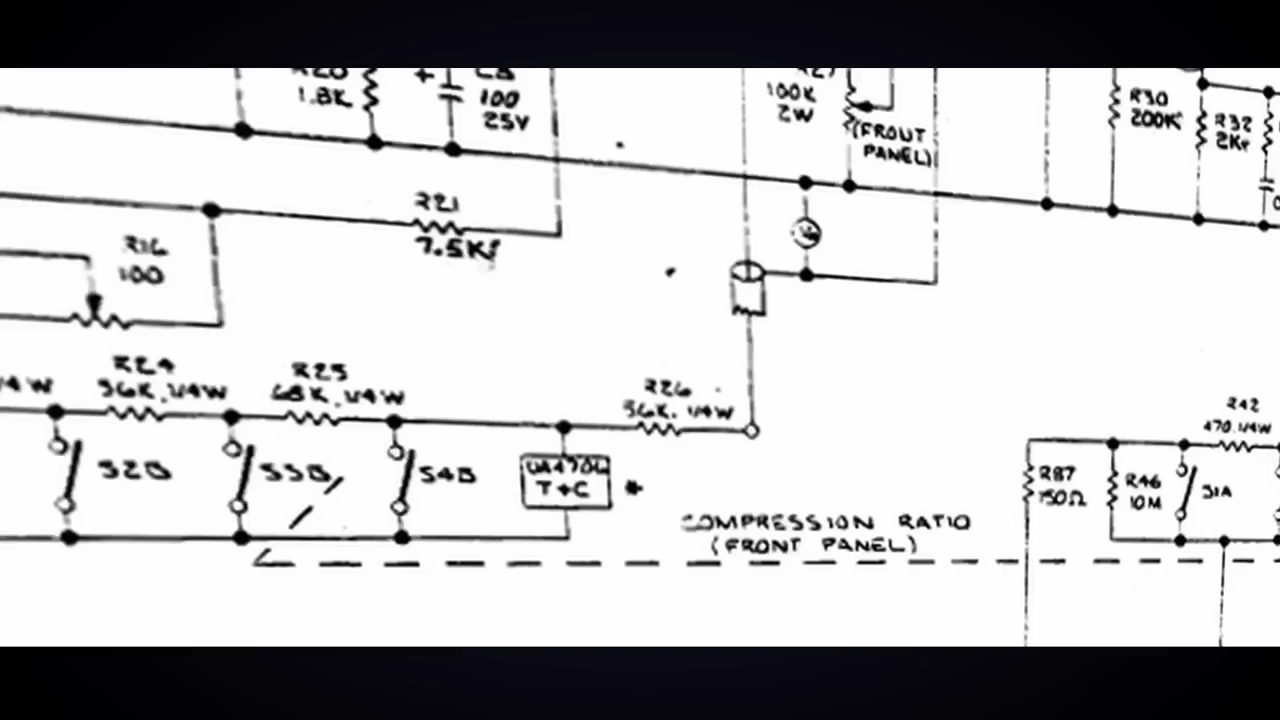 R20
1.8K
C8
100
25V
100K
2W
(FRONT
PANEL)
R30
200K
R32
R21
7.5K
R16
100
R24
56K, 1/4W
R25
68K, 1/4W
R26
56K, 1/4W
S2B
S3B
S4B
T+C
*
COMPRESSION RATIO
(FRONT PANEL)
R42
470, 1/4W
R87
150Ω
R46
10M
S1A